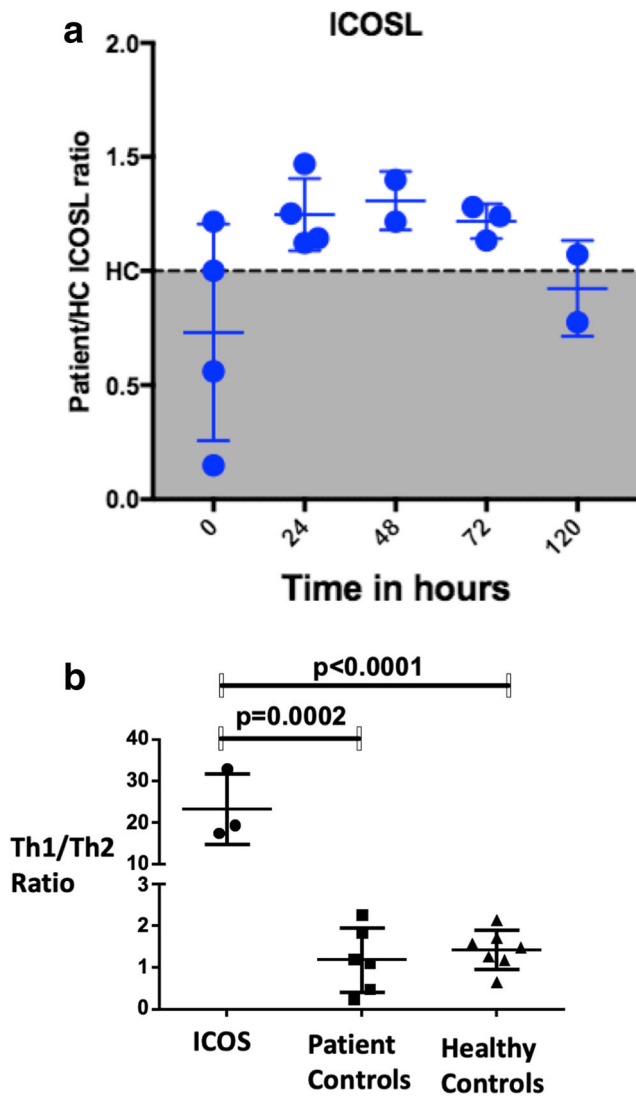 a
ICOSL
Patient/HC ICOSL ratio
2.0
1.5
HC
0.5
0.0
0
24
48
72
120
Time in hours
b
p<0.0001
p=0.0002
Th1/Th2
Ratio
40
30
20
10
3
2
1
0
ICOS
Patient
Controls
Healthy
Controls